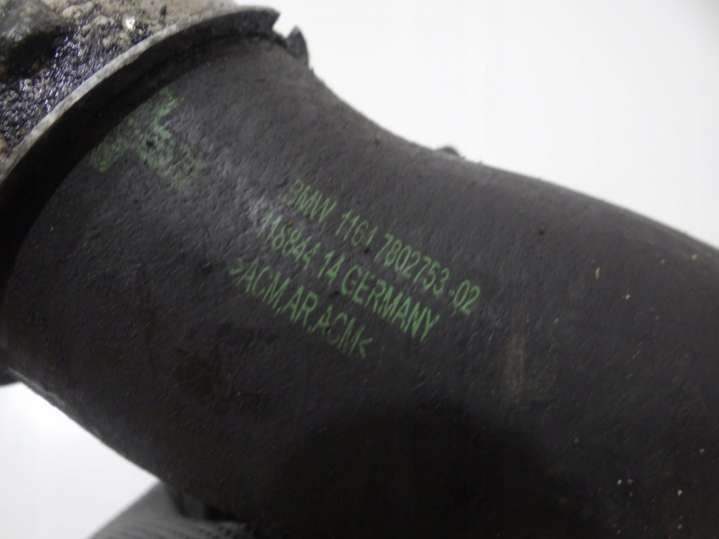 BMW 1161 7802753-02
116844 14 GERMANY
>ACM,AR,ACM<